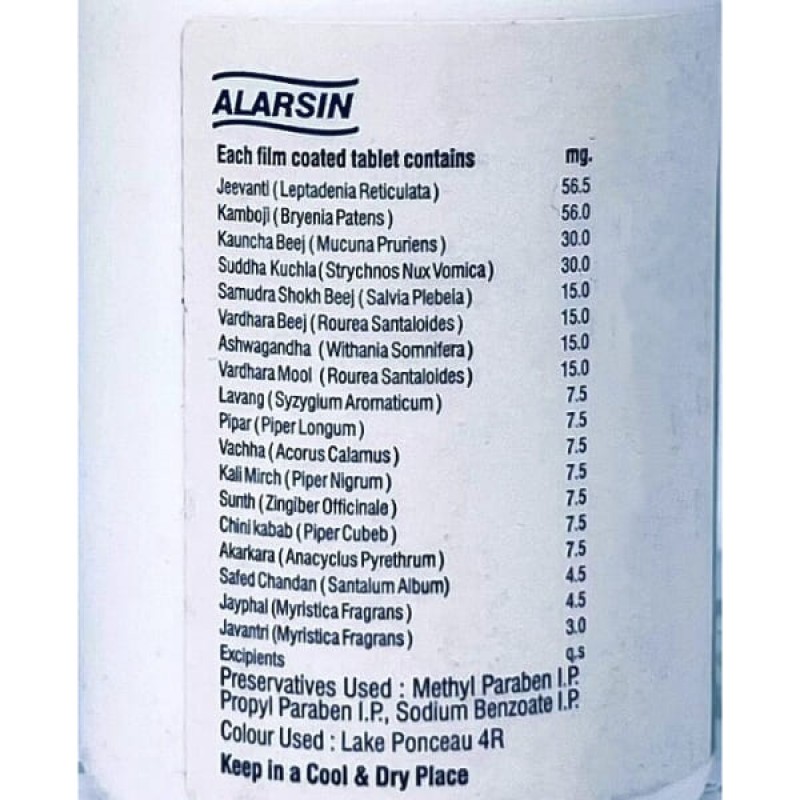 ALARSIN
Each film coated tablet contains mg.
Jeevanti (Leptadenia Reticulata) 56.5
Kamboji (Bryenia Patens) 56.0
Kauncha Beej (Mucuna Pruriens) 30.0
Suddha Kuchla (Strychnos Nux Vomica) 30.0
Samudra Shokh Beej (Salvia Plebela) 15.0
Vardhara Beej (Rourea Santaloides) 15.0
Ashwagandha (Withania Somnifera) 15.0
Vardhara Mool (Rourea Santaloides) 15.0
Lavang (Syzygium Aromaticum) 7.5
Pipar (Piper Longum) 7.5
Vachha (Acorus Calamus) 7.5
Kali Mirch (Piper Nigrum) 7.5
Sunth (Zingiber Officinale) 7.5
Chini kabab (Piper Cubeb) 7.5
Akarkara (Anacyclus Pyrethrum) 7.5
Safed Chandan (Santalum Album) 4.5
Jayphal (Myristica Fragrans) 4.5
Javantri (Myristica Fragrans) 3.0
Excipients q.s
Preservatives Used : Methyl Paraben I.P.
Propyl Paraben I.P., Sodium Benzoate I.P.
Colour Used : Lake Ponceau 4R
Keep in a Cool & Dry Place